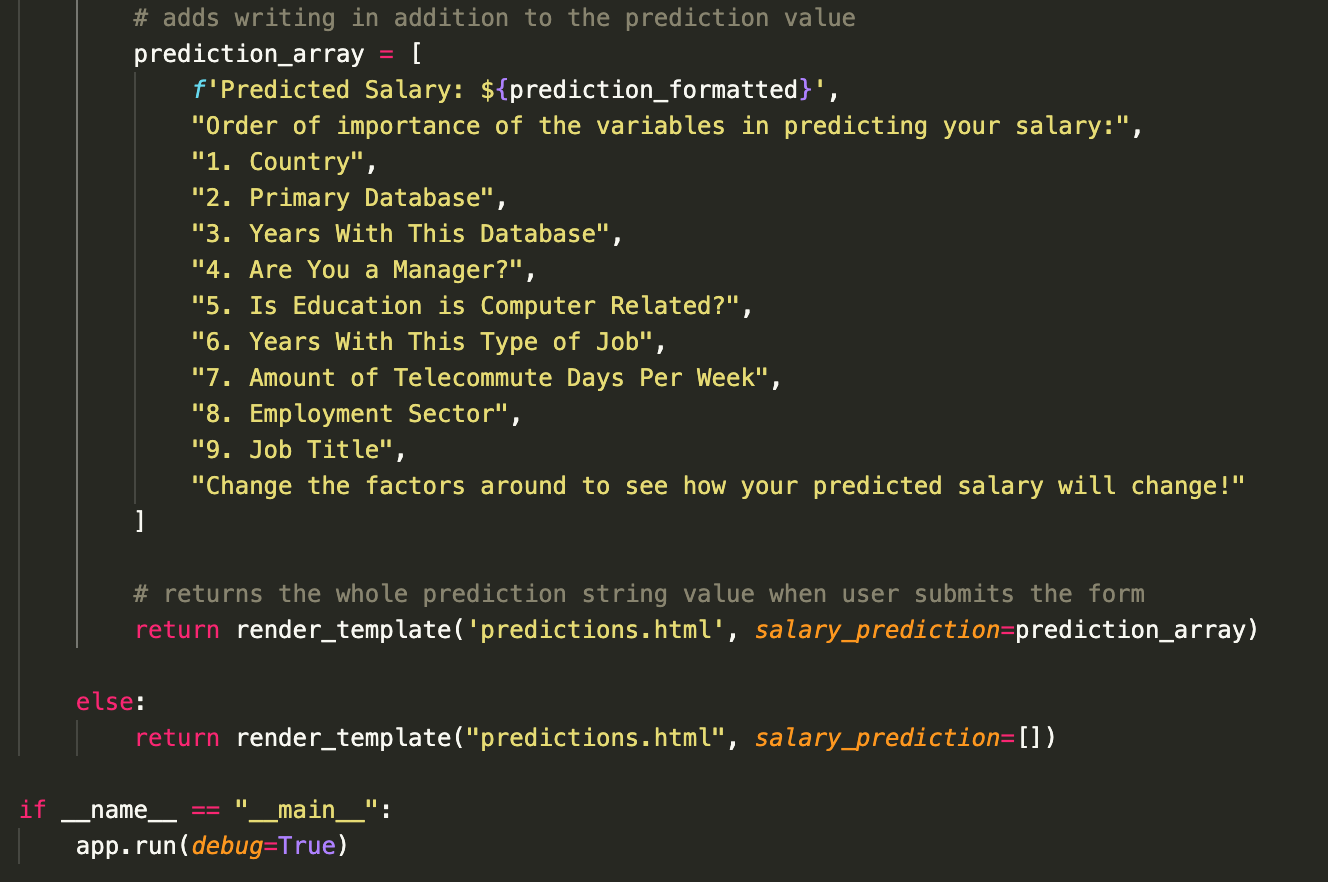 # adds writing in addition to the prediction value
prediction_array = [
f'Predicted Salary: ${prediction_formatted}',
"Order of importance of the variables in predicting your salary:",
"1. Country",
"2. Primary Database",
"3. Years With This Database",
"4. Are You a Manager?",
"5. Is Education is Computer Related?",
"6. Years With This Type of Job",
"7. Amount of Telecommute Days Per Week",
"8. Employment Sector",
"9. Job Title",
"Change the factors around to see how your predicted salary will change!"
]
# returns the whole prediction string value when user submits the form
return render_template('predictions.html', salary_prediction=prediction_array)
else:
return render_template("predictions.html", salary_prediction=[])
if __name__ == "__main__":
app.run(debug=True)